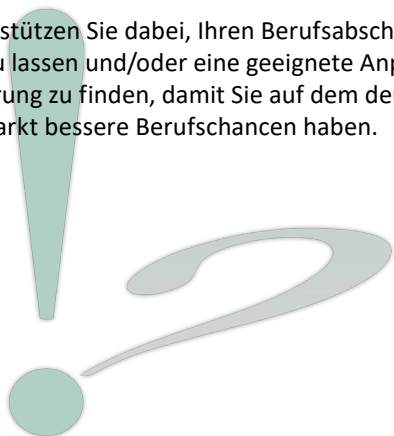 stützen Sie dabei, Ihren Berufsabsch
u lassen und/oder eine geeignete Anp
rung zu finden, damit Sie auf dem deu
arkt bessere Berufschancen haben.